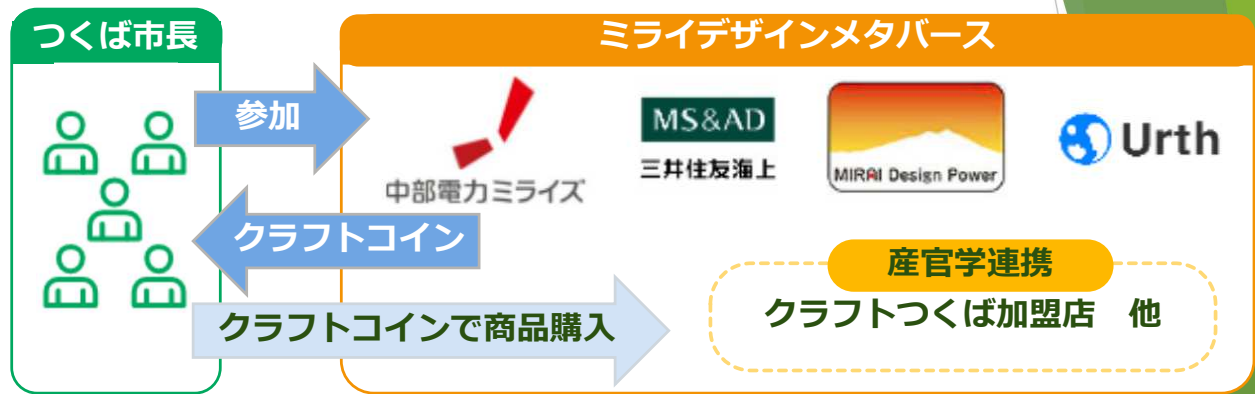 つくば市長
ミライデザインメタバース
参加
中部電力ミライズ
MS&AD
三井住友海上
MIRAI Design Power
Urth
クラフトコイン
産官学連携
クラフトつくば加盟店　他
クラフトコインで商品購入